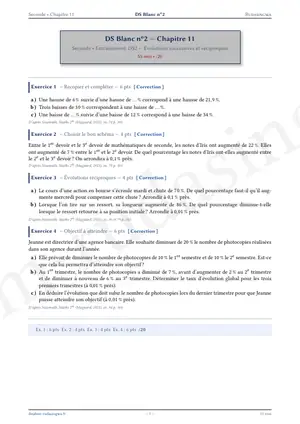 Seconde • Chapitre 11
DS Blanc n°2
DS Blanc n°2 — Chapitre 11
Seconde • Entraînement DS2 — Évolutions successives et réciproques
50 min • /20
Exercice 1 – Recopier et compléter – 6 pts [ Correction ]
a) Une hausse de 6 % suivie d'une hausse de ... % correspond à une hausse de 21,9 %.
b) Trois baisses de 10 % correspondent à une baisse de ... %.
c) Une baisse de ... % suivie d'une baisse de 12 % correspond à une baisse de 34 %.
Exercice 2 – Choisir le bon schéma – 4 pts [ Correction ]
Entre le 1er devoir et le 3e devoir de mathématiques de seconde, les notes d'Iris ont augmenté de 22 %. Elles
ont augmenté de 7 % entre le 1er et le 2e devoir. De quel pourcentage les notes d'Iris ont elles augmenté entre
le 2e et le 3e devoir ? On arrondira à 0,1 % près.
Exercice 3 – Évolutions réciproques – 4 pts [ Correction ]
a) Le cours d'une action en bourse s'écroule mardi et chute de 70 %. De quel pourcentage faut-il qu'il aug-
mente mercredi pour compenser cette chute ? Arrondir à 0,1 % près.
b) Lorsque l'on tire sur un ressort, sa longueur augmente de 86 %. De quel pourcentage diminue-t-elle
lorsque le ressort retourne à sa position initiale ? Arrondir à 0,01 % près.
Exercice 4 – Objectif à atteindre – 6 pts [ Correction ]
Jeanne est directrice d'une agence bancaire. Elle souhaite diminuer de 20 % le nombre de photocopies réalisées
dans son agence durant l'année.
a) Elle prévoit de diminuer le nombre de photocopies de 10 % le 1er semestre et de 10 % le 2e semestre. Est-ce
que cela lui permettra d'atteindre son objectif ?
b) Au 1er trimestre, le nombre de photocopies a diminué de 7 %, avant d'augmenter de 2 % au 2e trimestre
et de diminuer à nouveau de 6 % au 3e trimestre. Déterminer le taux d'évolution global pour les trois
premiers trimestres (à 0,01 % près)
c) En déduire l'évolution que doit subir le nombre de photocopies lors du dernier trimestre pour que Jeanne
puisse atteindre son objectif (à 0,01 % près).
Ex. 1 : 6 pts Ex. 2 : 4 pts Ex. 3 : 4 pts Ex. 4 : 6 pts /20
– 1 –